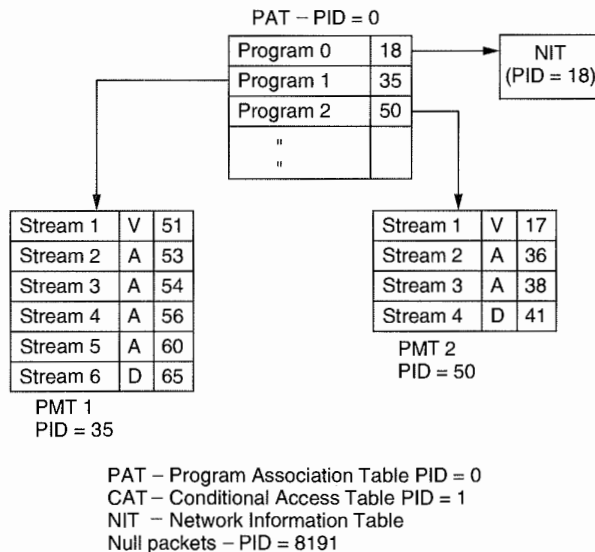 PAT – PID = 0
Program 0 18
Program 1 35
Program 2 50
"
"
NIT
(PID = 18)
Stream 1 V 51
Stream 2 A 53
Stream 3 A 54
Stream 4 A 56
Stream 5 A 60
Stream 6 D 65
PMT 1
PID = 35
Stream 1 V 17
Stream 2 A 36
Stream 3 A 38
Stream 4 D 41
PMT 2
PID = 50
PAT – Program Association Table PID = 0
CAT – Conditional Access Table PID = 1
NIT – Network Information Table
Null packets – PID = 8191